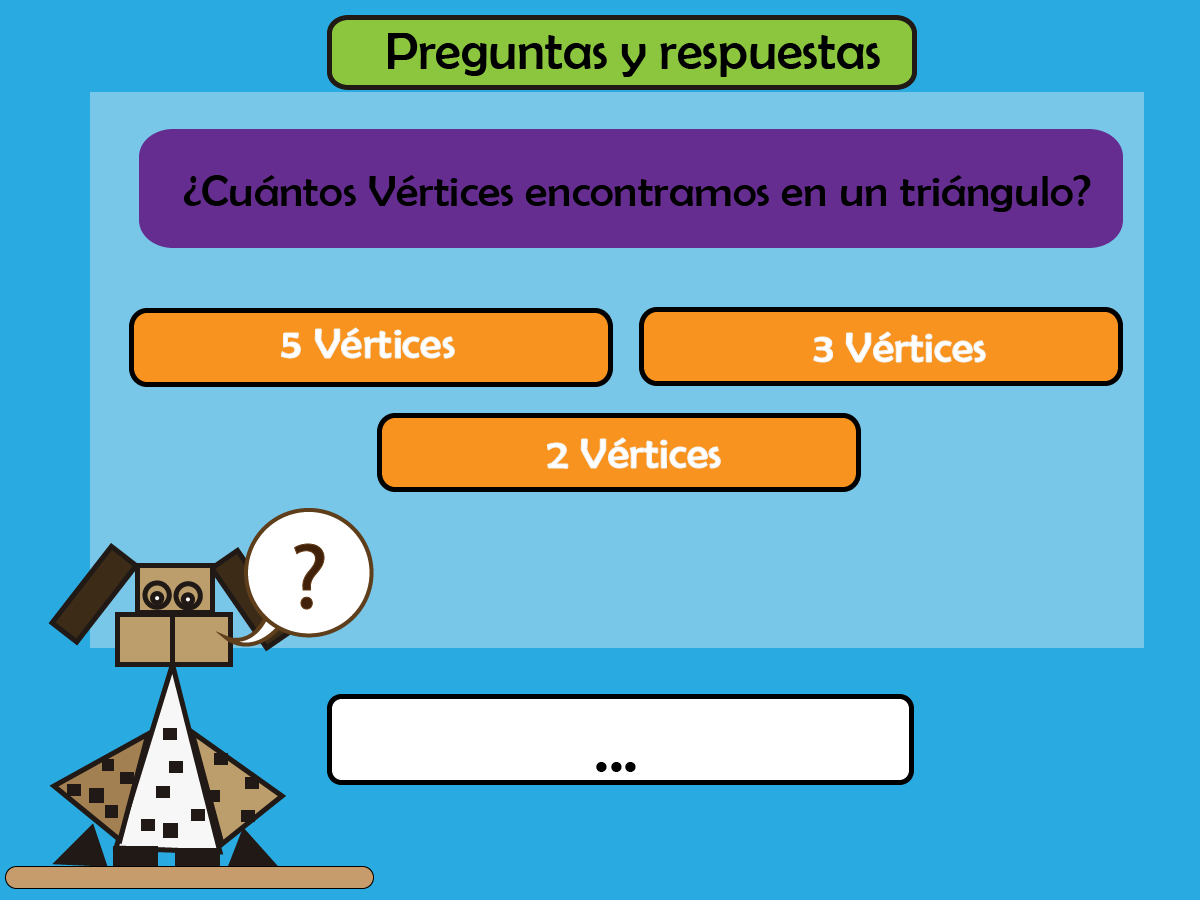 Preguntas y respuestas
¿Cuántos Vértices encontramos en un triángulo?
5 Vértices
3 Vértices
2 Vértices
?
...